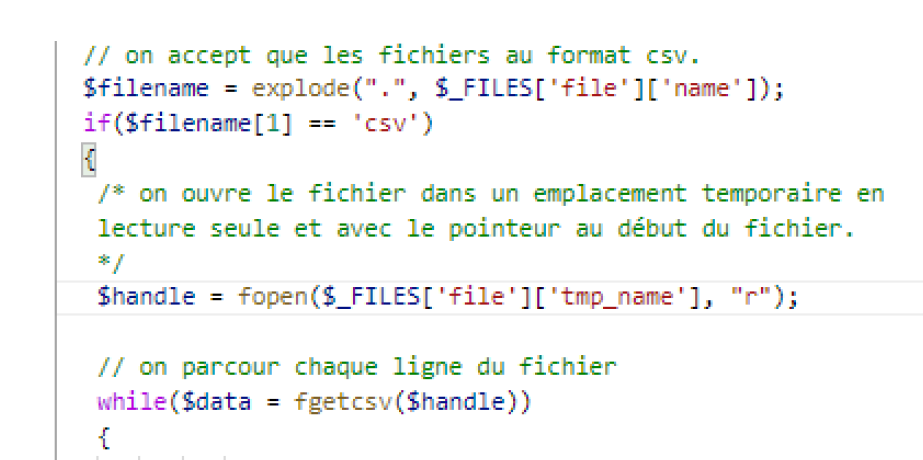 // on accept que les fichiers au format csv.
$filename = explode(".", $_FILES['file']['name']);
if($filename[1] == 'csv')
{
/* on ouvre le fichier dans un emplacement temporaire en
lecture seule et avec le pointeur au début du fichier.
*/
$handle = fopen($_FILES['file']['tmp_name'], "r");
// on parcour chaque ligne du fichier
while($data = fgetcsv($handle))
{